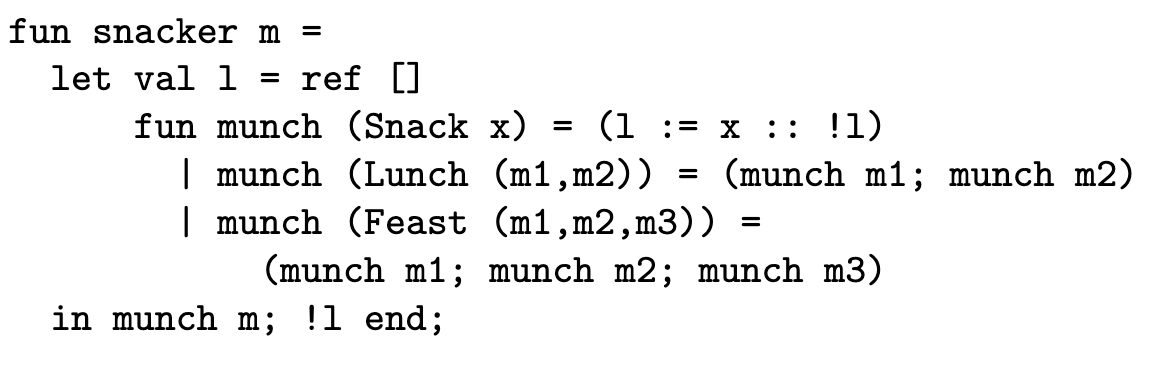 fun snacker m =
  let val l = ref []
      fun munch (Snack x) = (l := x :: !l)
        | munch (Lunch (m1,m2)) = (munch m1; munch m2)
        | munch (Feast (m1,m2,m3)) =
            (munch m1; munch m2; munch m3)
  in munch m; !l end;